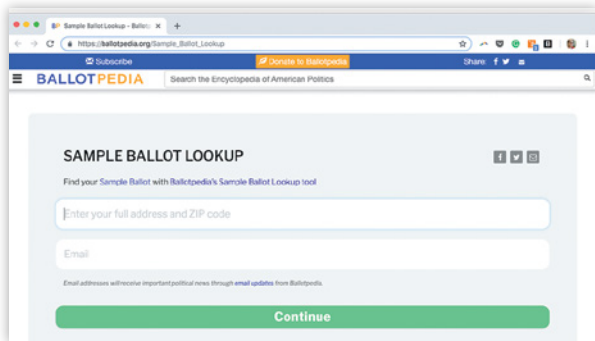 BP Sample Ballot Lookup - Ballotp
https://ballotpedia.org/Sample_Ballot_Lookup
Subscribe
Donate to Ballotpedia
Share:
BALLOTPEDIA
Search the Encyclopedia of American Politics
SAMPLE BALLOT LOOKUP
Find your Sample Ballot with Ballotpedia's Sample Ballot Lookup tool
Enter your full address and ZIP code
Email
Email addresses will receive important political news through email updates from Ballotpedia.
Continue